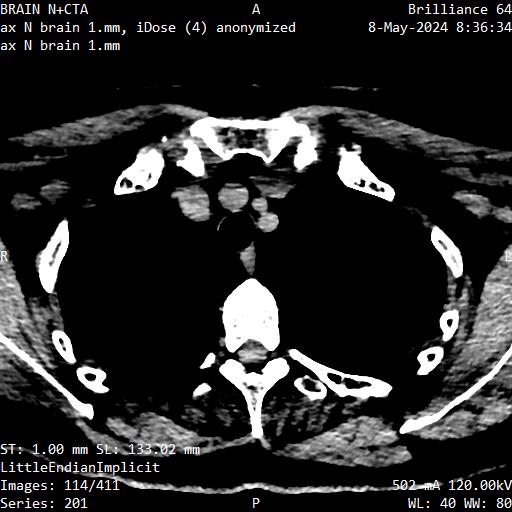 BRAIN N+CTA
A
Brilliance 64
ax N brain 1.mm, iDose (4) anonymized
8-May-2024 8:36:34
ax N brain 1.mm
R
L
ST: 1.00 mm SL: 133.02 mm
LittleEndianImplicit
Images: 114/411
502 mA 120.00kV
Series: 201
P
WL: 40 WW: 80